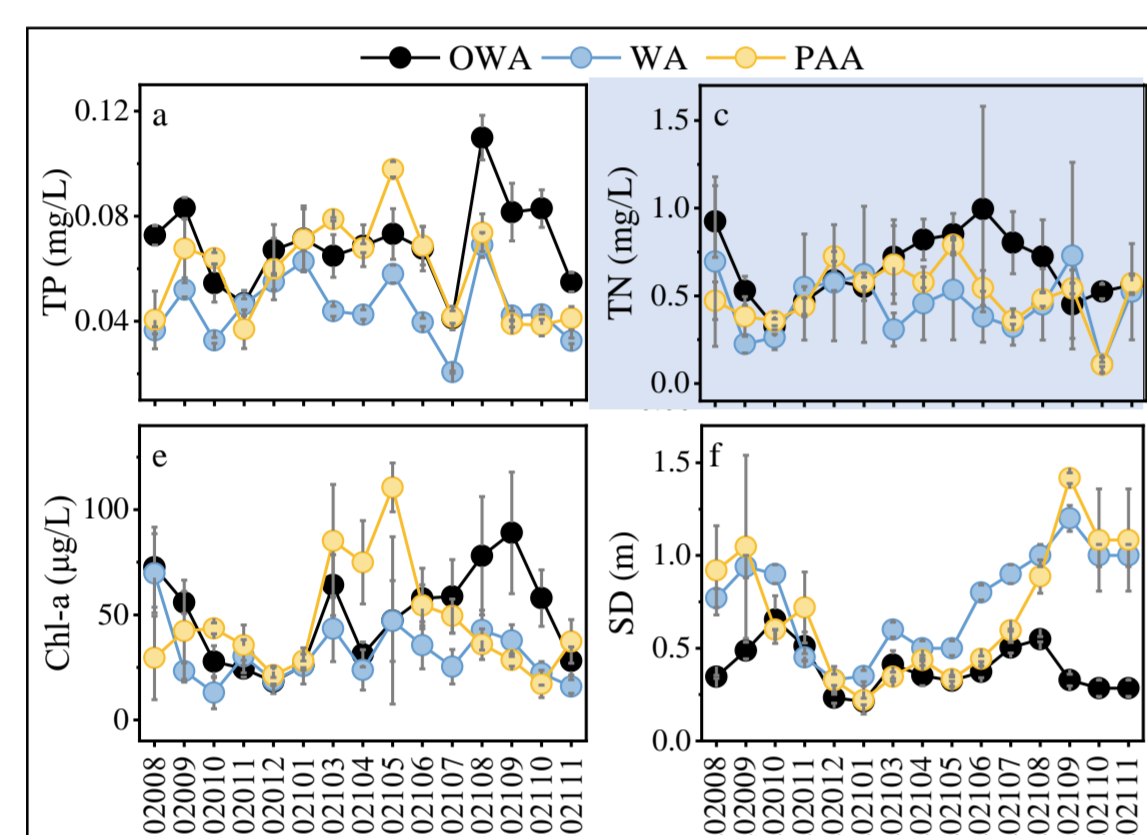 OWA WA PAA
a
TP (mg/L)
0.12
0.08
0.04
c
TN (mg/L)
1.5
1.0
0.5
0.0
e
Chl-a (μg/L)
100
50
0
f
SD (m)
1.5
1.0
0.5
0.0
02008 02009 02010 02011 02012 02101 02103 02104 02105 02106 02107 02108 02109 02110 02111
02008 02009 02010 02011 02012 02101 02103 02104 02105 02106 02107 02108 02109 02110 02111